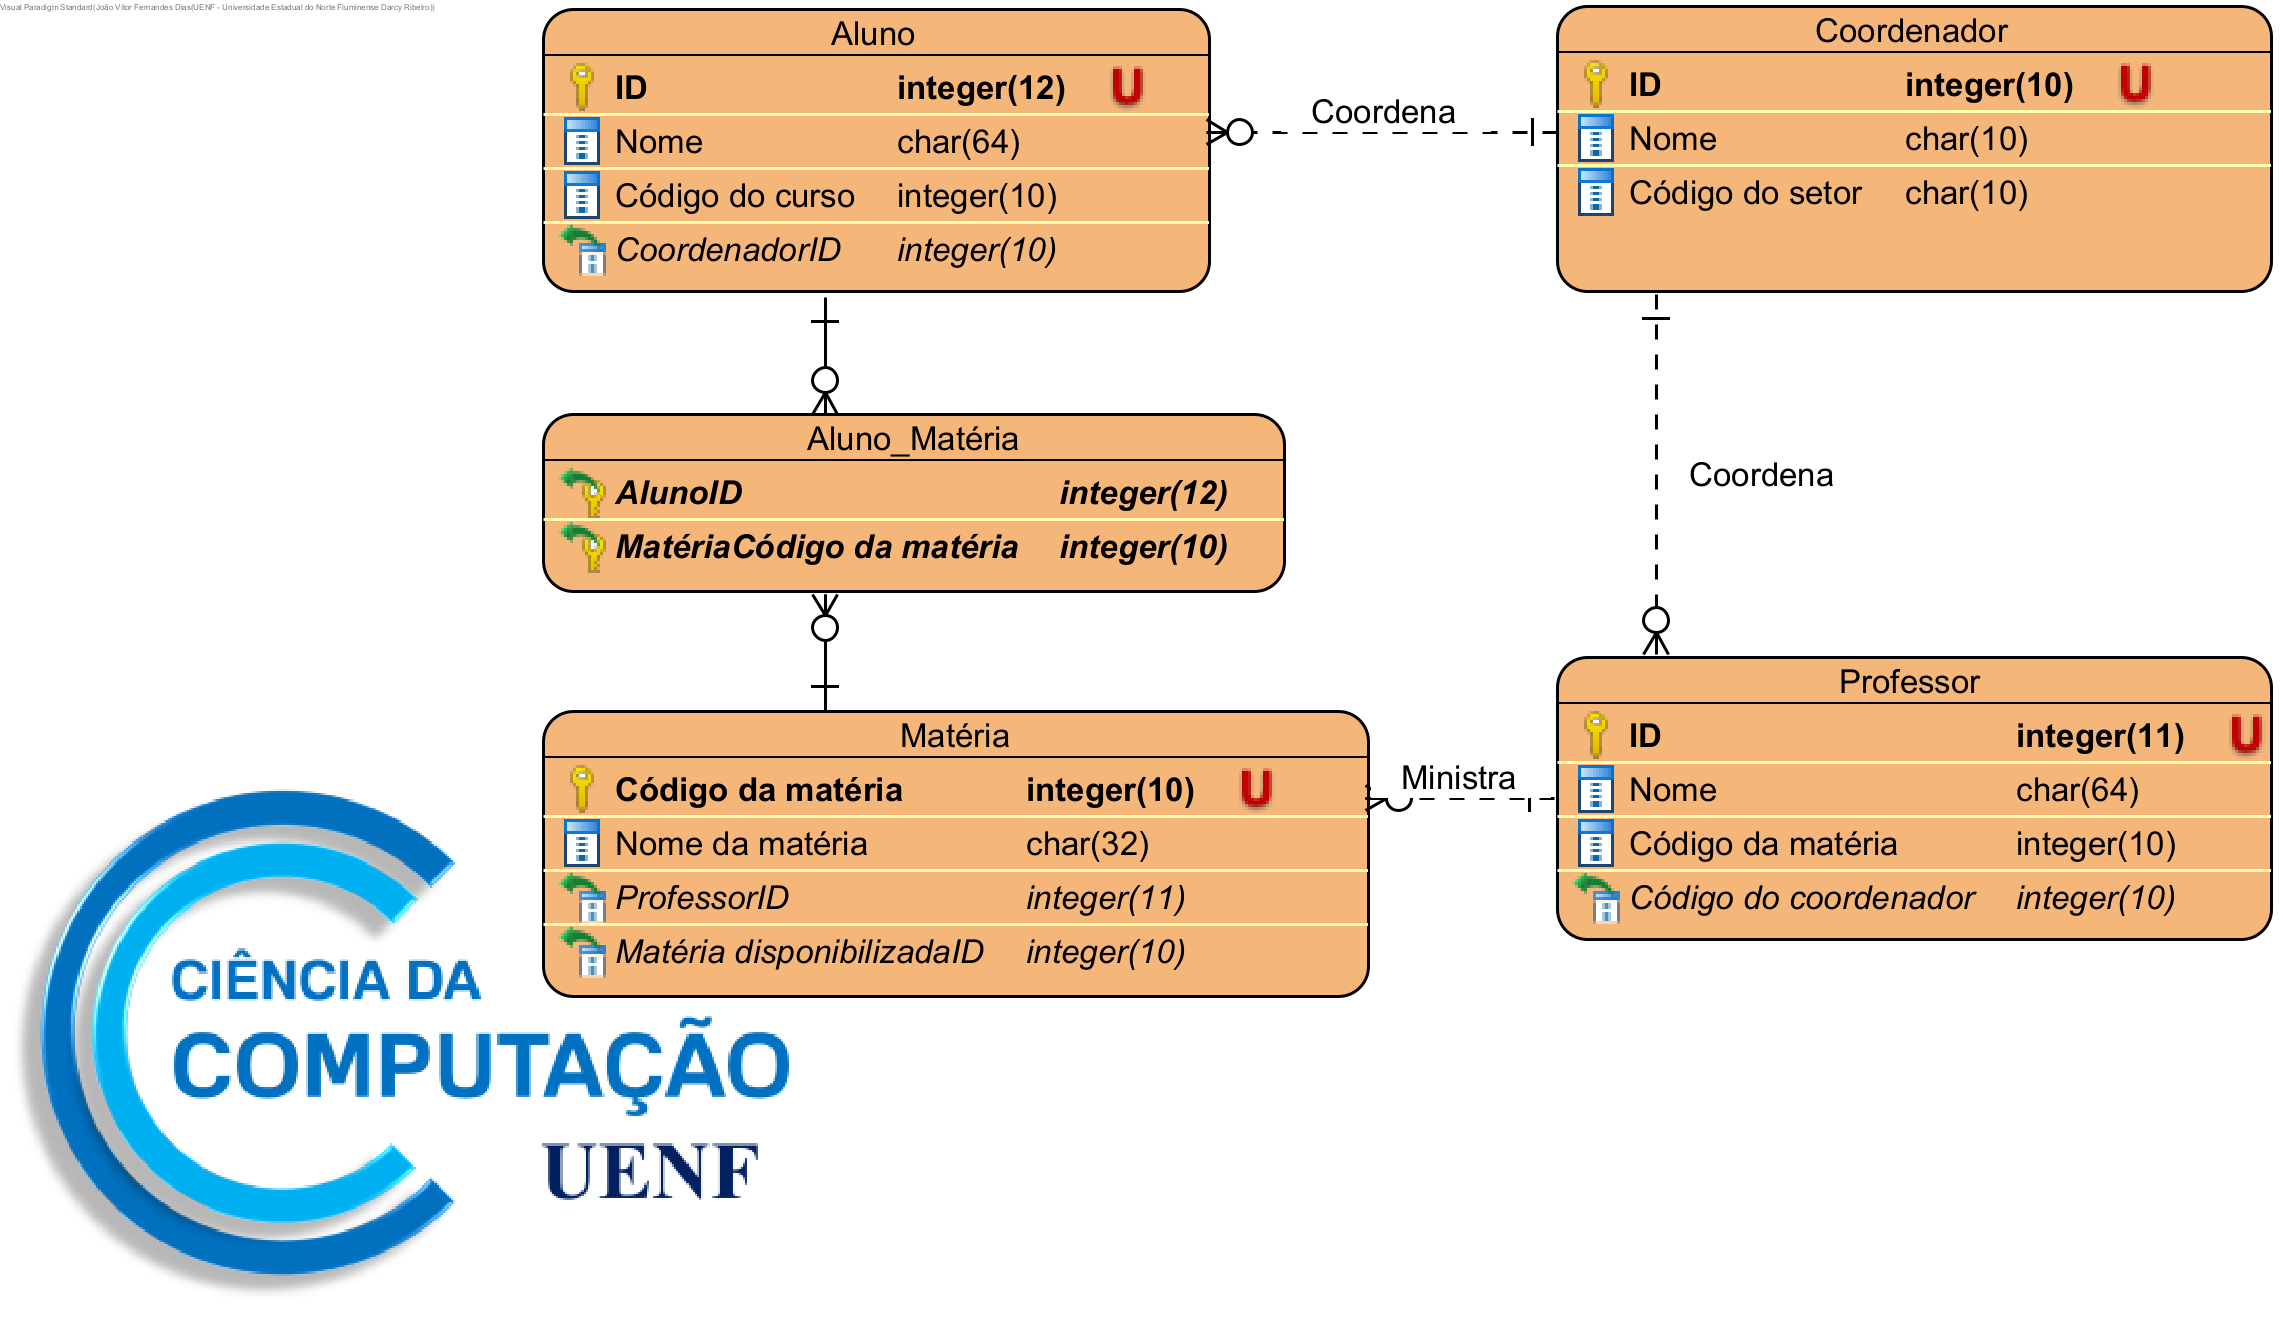 Visual Paradigm Standard(João Vítor Fernandes Dias(UENF - Universidade Estadual do Norte Fluminense Darcy Ribeiro))
Aluno
ID integer(12) U
Nome char(64)
Código do curso integer(10)
CoordenadorID integer(10)
Coordena
Coordenador
ID integer(10) U
Nome char(10)
Código do setor char(10)
Aluno_Matéria
AlunoID integer(12)
MatériaCódigo da matéria integer(10)
Coordena
Matéria
Código da matéria integer(10) U
Nome da matéria char(32)
ProfessorID integer(11)
Matéria disponibilizadaID integer(10)
Ministra
Professor
ID integer(11) U
Nome char(64)
Código da matéria integer(10)
Código do coordenador integer(10)
CIÊNCIA DA
COMPUTAÇÃO
UENF